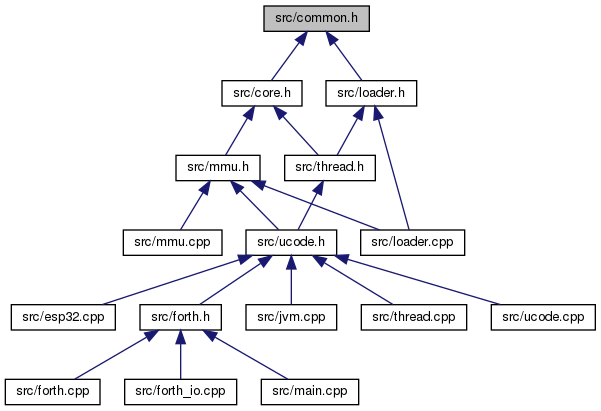 src/common.h
src/core.h
src/loader.h
src/mmu.h
src/thread.h
src/mmu.cpp
src/ucode.h
src/loader.cpp
src/esp32.cpp
src/forth.h
src/jvm.cpp
src/thread.cpp
src/ucode.cpp
src/forth.cpp
src/forth_io.cpp
src/main.cpp